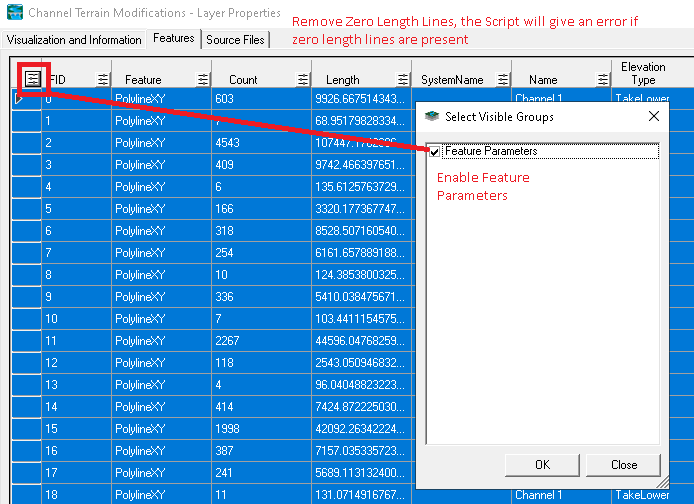 Channel Terrain Modifications - Layer Properties
Remove Zero Length Lines, the Script will give an error if
zero length lines are present
Visualization and Information Features Source Files
FID Feature Count Length SystemName Name Elevation Type
0 PolylineXY 603 9926.667514343... Channel 1 TakeLower
1 PolylineXY 68.95179828334...
2 PolylineXY 4543
3 PolylineXY 409 9742.466397651...
4 PolylineXY 6 135.6125763729...
5 PolylineXY 166 3320.177367747...
6 PolylineXY 318 8528.507160540...
7 PolylineXY 254 6161.657889188...
8 PolylineXY 10 124.3853800325...
9 PolylineXY 336 5410.038475671...
10 PolylineXY 7 103.4411154575...
11 PolylineXY 2267 44596.04768259...
12 PolylineXY 118 2543.050946832...
13 PolylineXY 4 96.04048823223...
14 PolylineXY 414 7424.872225030...
15 PolylineXY 1998 42092.26342224...
16 PolylineXY 387 7157.035335723...
17 PolylineXY 241 5689.113132400...
18 PolylineXY 11 131.0714916767... Channel 1 TakeLower
Select Visible Groups
Feature Parameters
Enable Feature
Parameters
OK Close